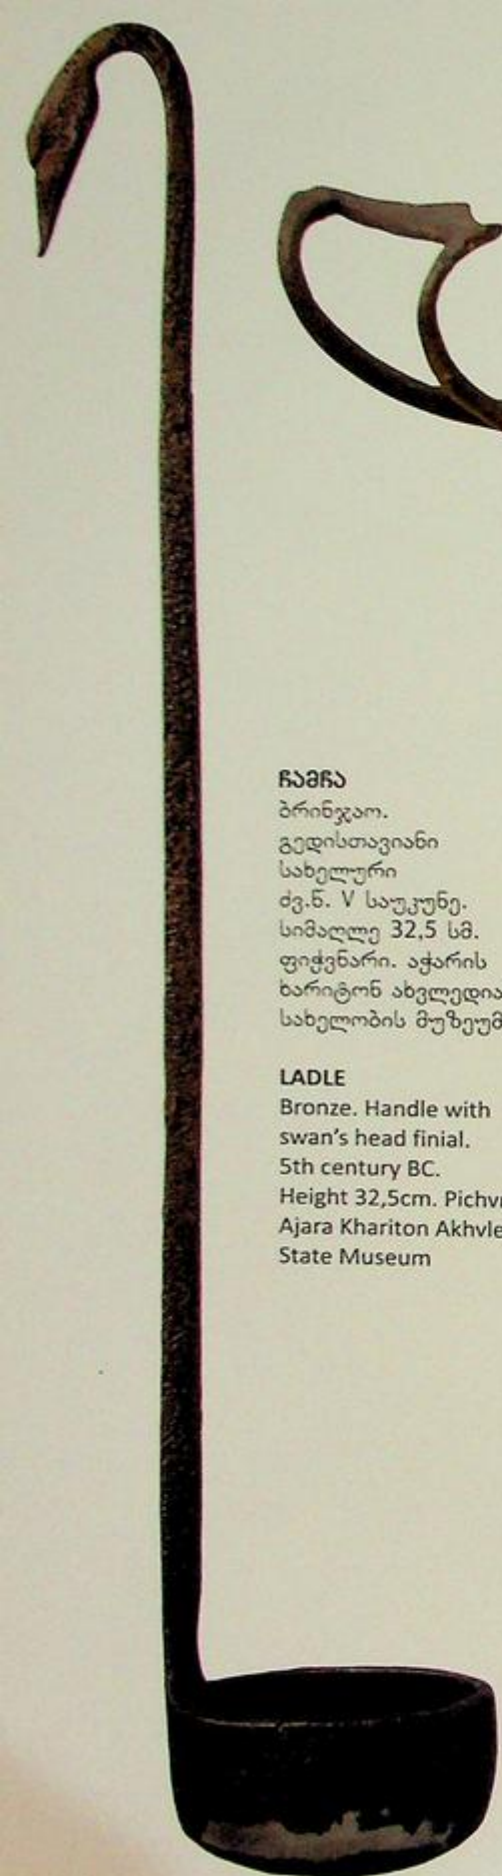 ჩამჩა
ბრინჯაო.
გედისთავიანი
სახელური
ძვ.წ. V საუკუნე.
სიმაღლე 32,5 სმ.
ფიჭვნარი. აჭარის
ხარიტონ ახვლედია
სახელობის მუზეუმ
LADLE
Bronze. Handle with
swan's head finial.
5th century BC.
Height 32,5cm. Pichv
Ajara Khariton Akhvle
State Museum